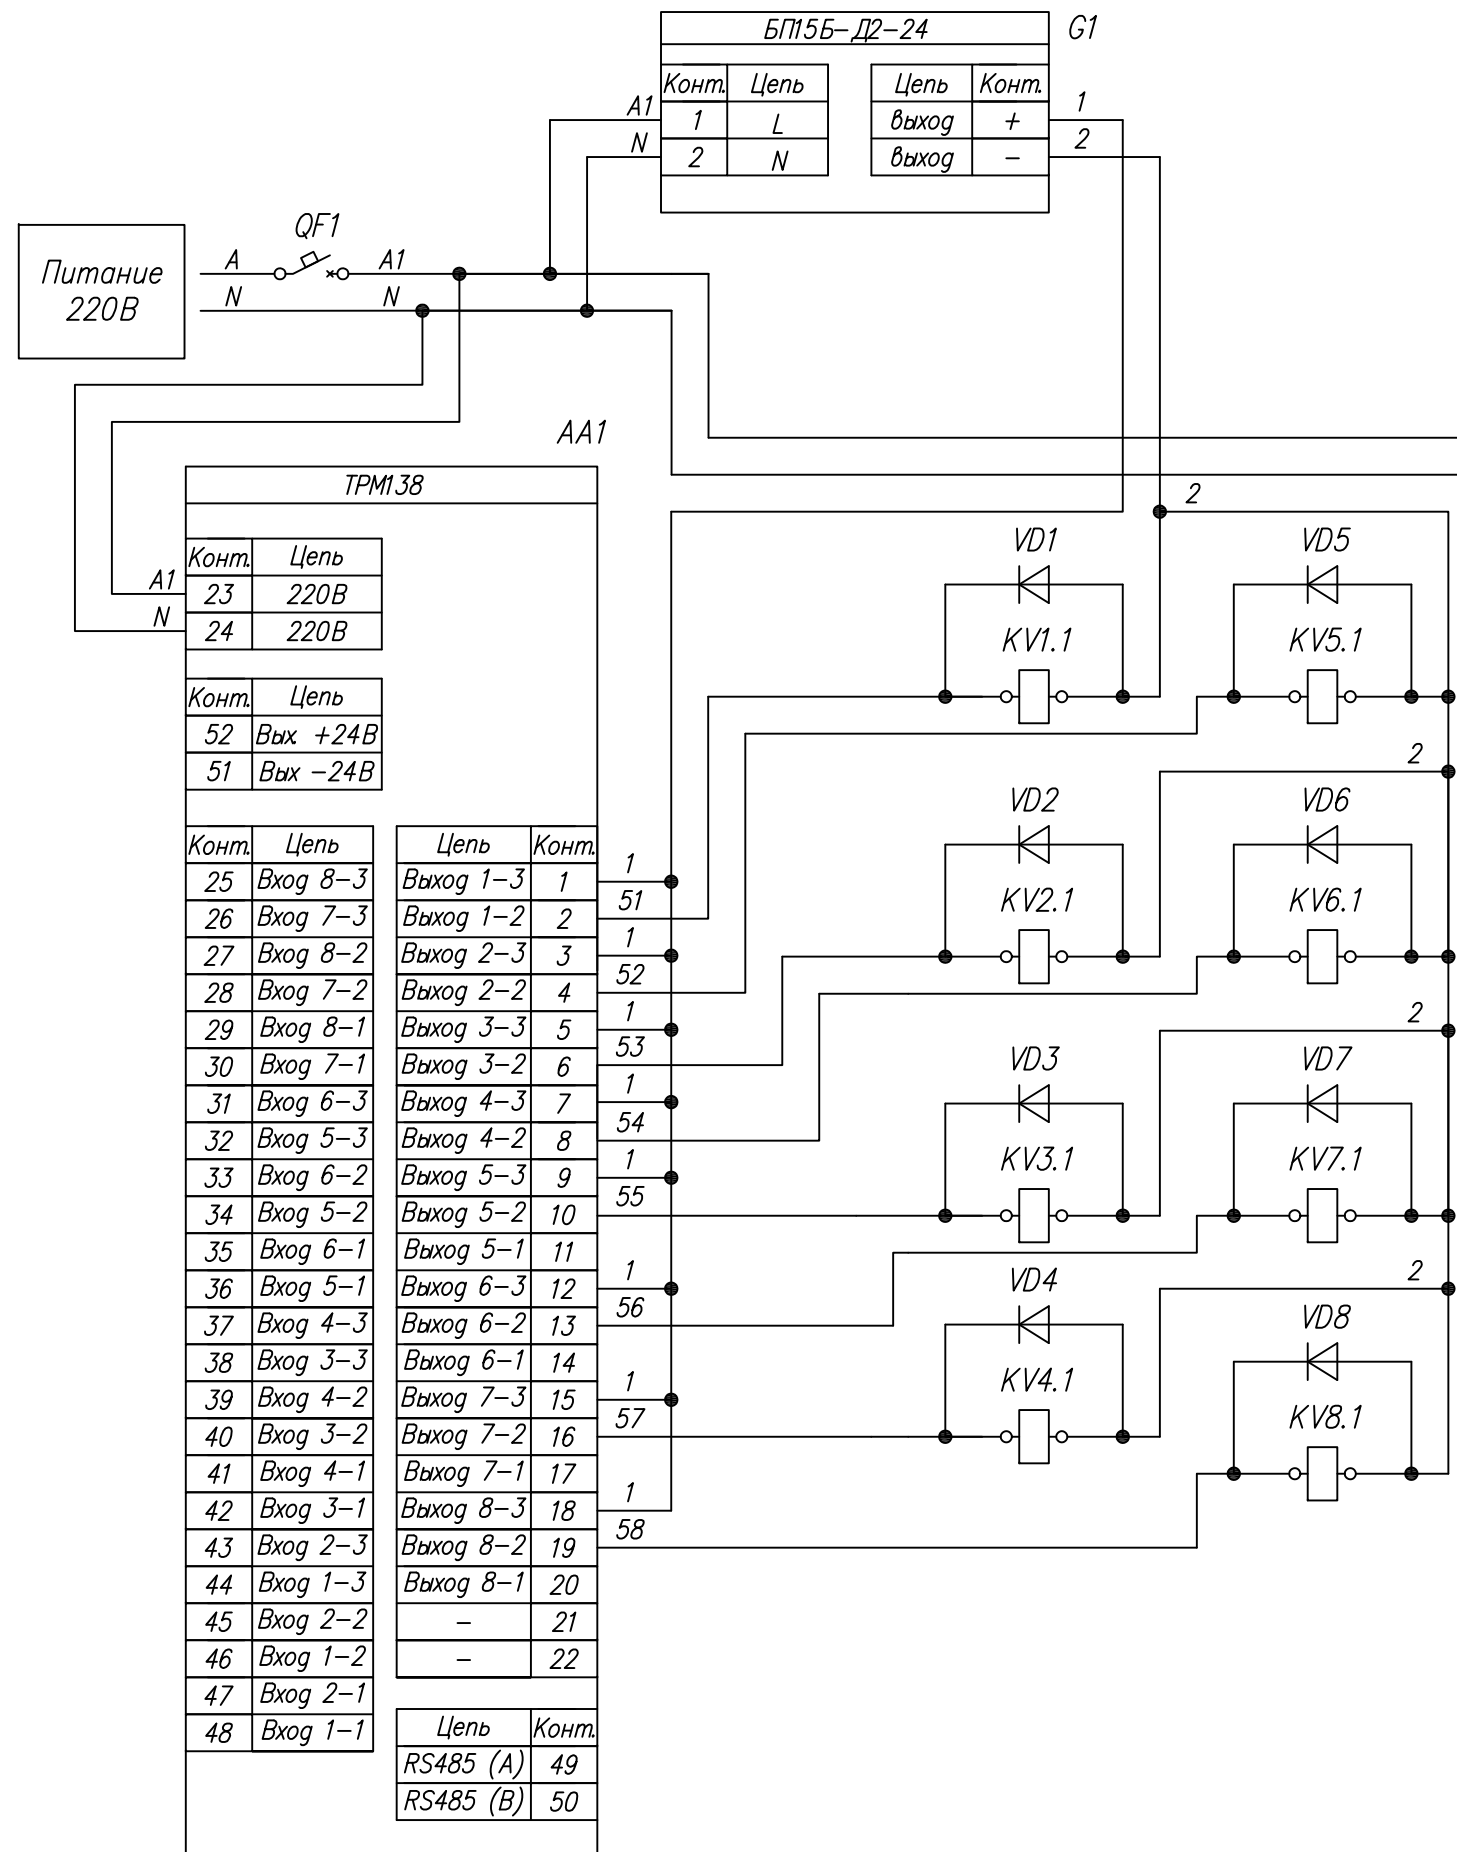 БП15Б-Д2-24
G1
Конт. Цепь Цепь Конт.
A1 1 L выход + 1
N 2 N выход - 2
QF1
Питание
220В
A A1
N N
AA1
ТРМ138
2
Конт. Цепь
A1 23 220В
N 24 220В
Конт. Цепь
52 Вых +24В
51 Вых -24В
VD1 VD5
KV1.1 KV5.1
2
VD2 VD6
KV2.1 KV6.1
2
VD3 VD7
KV3.1 KV7.1
2
VD4
VD8
KV4.1
KV8.1
Конт. Цепь Цепь Конт.
25 Вход 8-3 Выход 1-3 1 1
26 Вход 7-3 Выход 1-2 2 51
27 Вход 8-2 Выход 2-3 3 1
28 Вход 7-2 Выход 2-2 4 52
29 Вход 8-1 Выход 3-3 5 1
30 Вход 7-1 Выход 3-2 6 53
31 Вход 6-3 Выход 4-3 7 1
32 Вход 5-3 Выход 4-2 8 54
33 Вход 6-2 Выход 5-3 9 1
34 Вход 5-2 Выход 5-2 10 55
35 Вход 6-1 Выход 5-1 11
36 Вход 5-1 Выход 6-3 12 1
37 Вход 4-3 Выход 6-2 13 56
38 Вход 3-3 Выход 6-1 14
39 Вход 4-2 Выход 7-3 15 1
40 Вход 3-2 Выход 7-2 16 57
41 Вход 4-1 Выход 7-1 17
42 Вход 3-1 Выход 8-3 18 1
43 Вход 2-3 Выход 8-2 19 58
44 Вход 1-3 Выход 8-1 20
45 Вход 2-2 - 21
46 Вход 1-2 - 22
47 Вход 2-1
48 Вход 1-1
Цепь Конт.
RS485 (A) 49
RS485 (B) 50